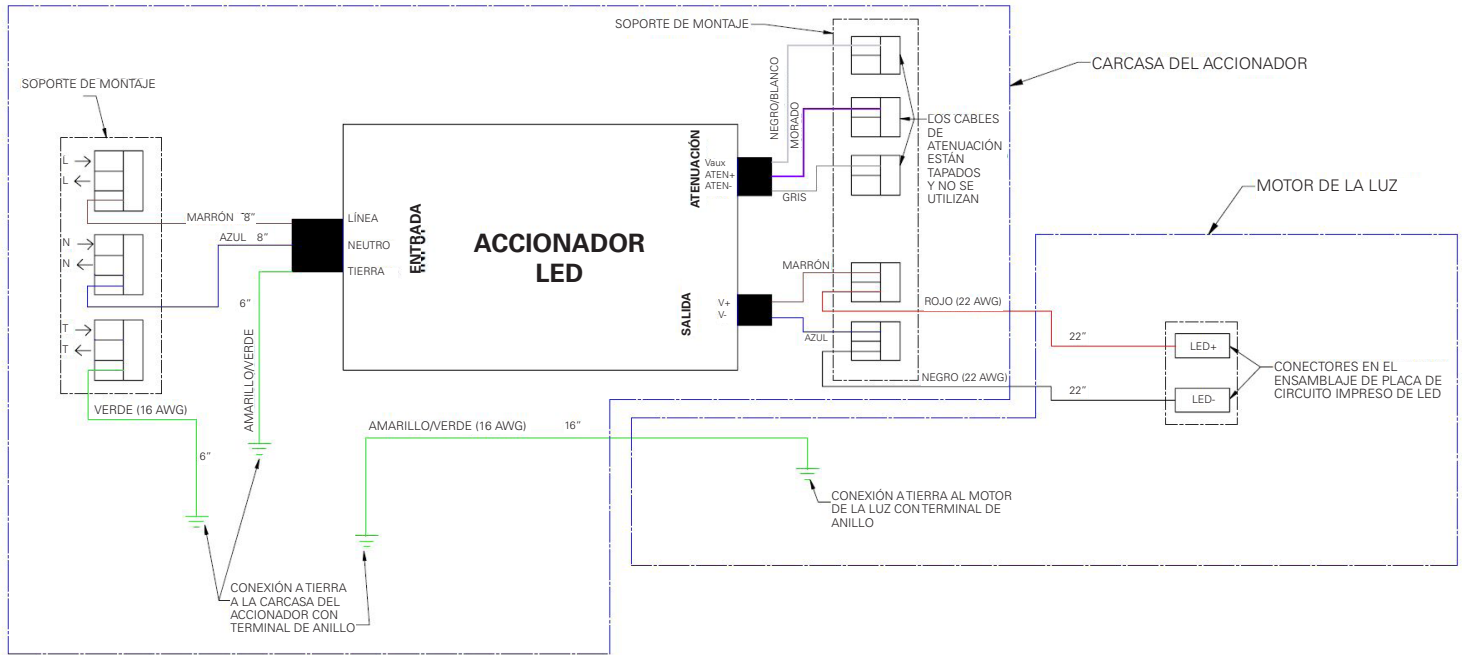 SOPORTE DE MONTAJE
CARCASA DEL ACCIONADOR
SOPORTE DE MONTAJE
NEGRO/BLANCO
MORADO
LOS CABLES
DE
ATENUACIÓN
ESTÁN
TAPADOS
Y NO SE
UTILIZAN
L
L
N
N
T
T
MARRÓN ~8"
AZUL 8"
LÍNEA
NEUTRO
TIERRA
ENTRADA
ACCIONADOR
LED
ATENUACIÓN
Vaux
ATEN+
ATEN-
GRIS
MOTOR DE LA LUZ
SALIDA
V+
V-
MARRÓN
AZUL
ROJO (22 AWG)
NEGRO (22 AWG)
22"
22"
LED+
LED-
CONECTORES EN EL
ENSAMBLAJE DE PLACA DE
CIRCUITO IMPRESO DE LED
6"
AMARILLO/VERDE
VERDE (16 AWG)
6"
AMARILLO/VERDE (16 AWG) 16"
CONEXIÓN A TIERRA AL MOTOR
DE LA LUZ CON TERMINAL DE
ANILLO
CONEXIÓN A TIERRA
A LA CARCASA DEL
ACCIONADOR CON
TERMINAL DE ANILLO